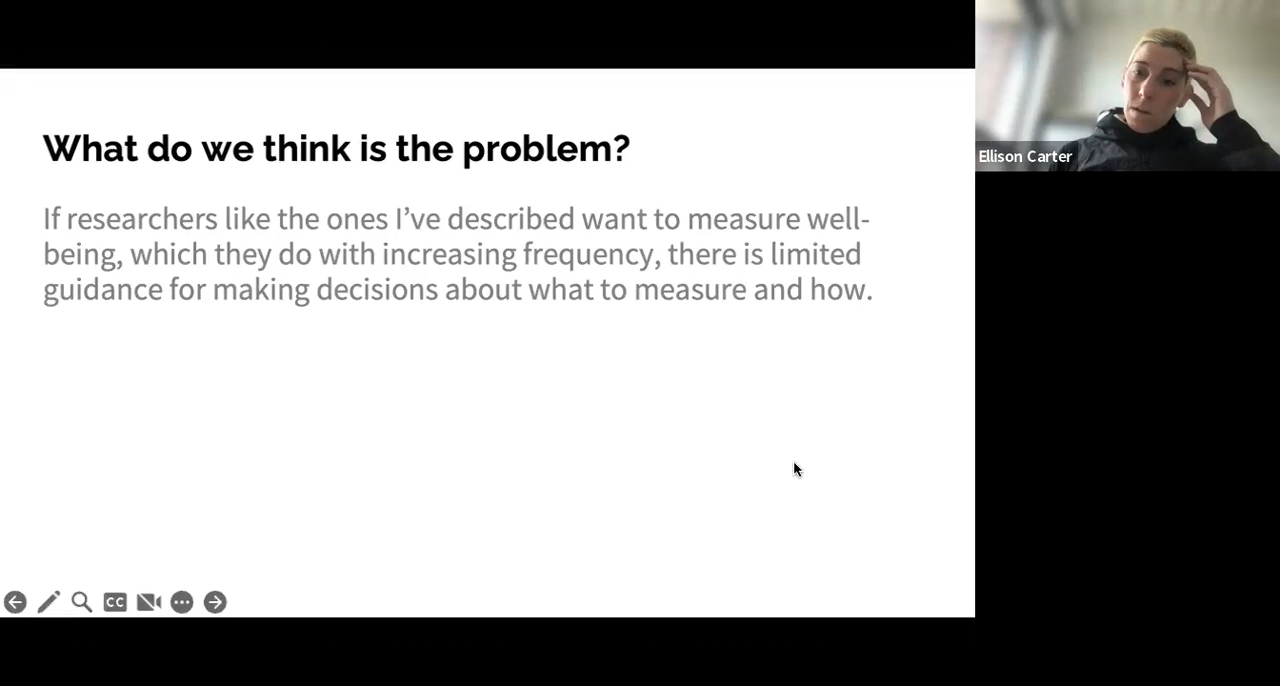 What do we think is the problem?
If researchers like the ones I’ve described want to measure well-
being, which they do with increasing frequency, there is limited
guidance for making decisions about what to measure and how.
Ellison Carter
CC